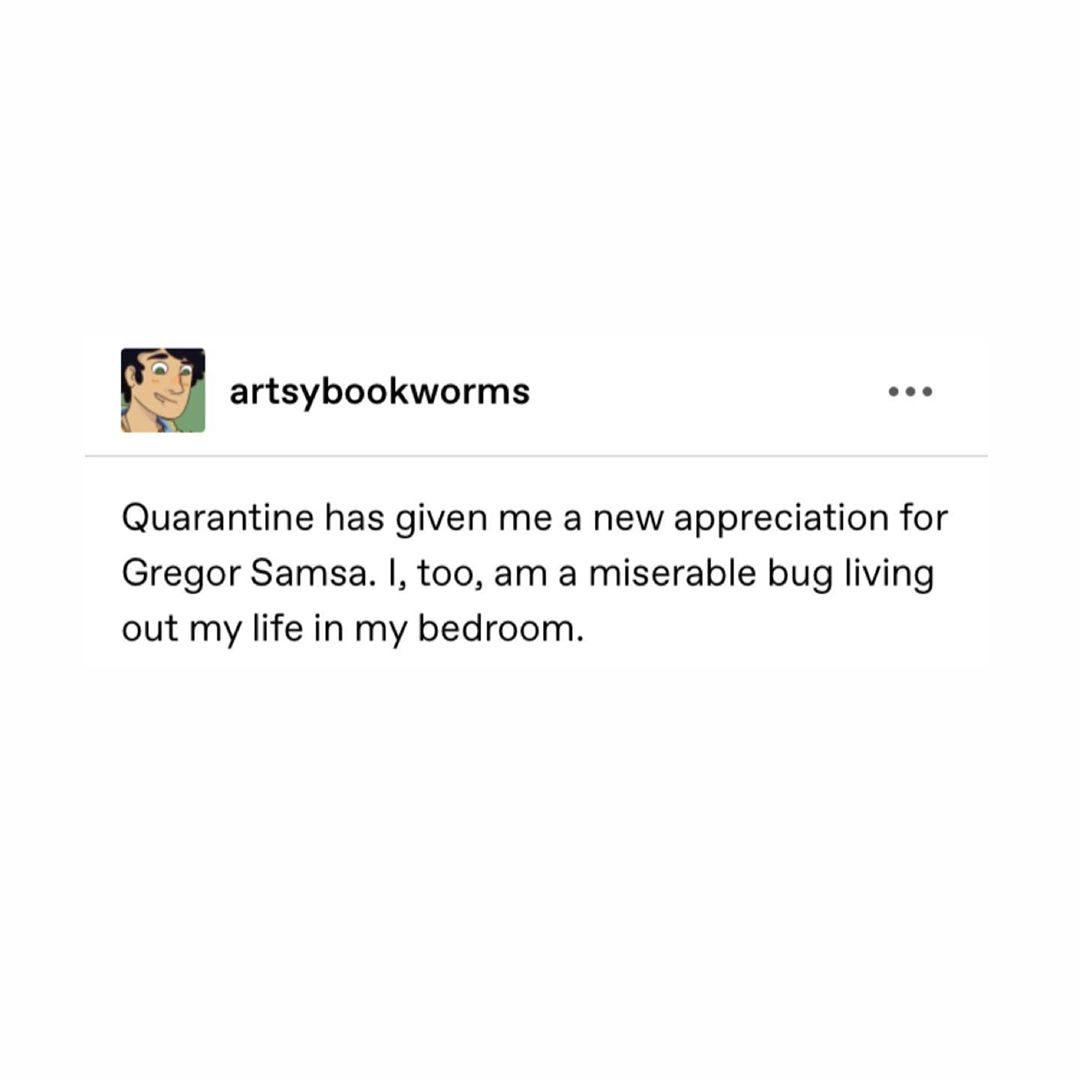 artsybookworms
Quarantine has given me a new appreciation for
Gregor Samsa. I, too, am a miserable bug living
out my life in my bedroom.